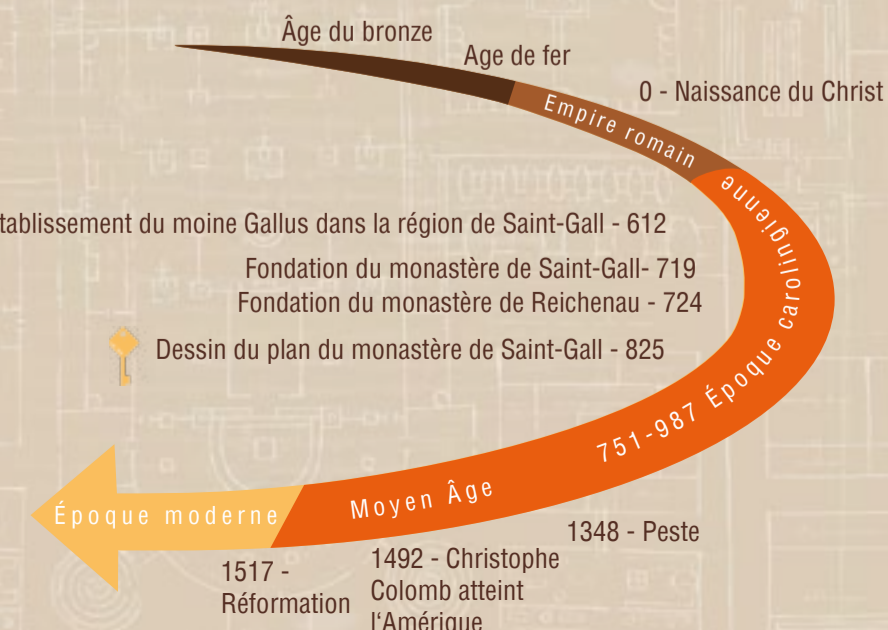 Âge du bronze
Age de fer
0 - Naissance du Christ
Empire romain
tablissement du moine Gallus dans la région de Saint-Gall - 612
Fondation du monastère de Saint-Gall- 719
Fondation du monastère de Reichenau - 724
Dessin du plan du monastère de Saint-Gall - 825
751-987 Époque carolingienne
Moyen Âge
Époque moderne
1348 - Peste
1492 - Christophe
Colomb atteint
l'Amérique
1517 -
Réformation